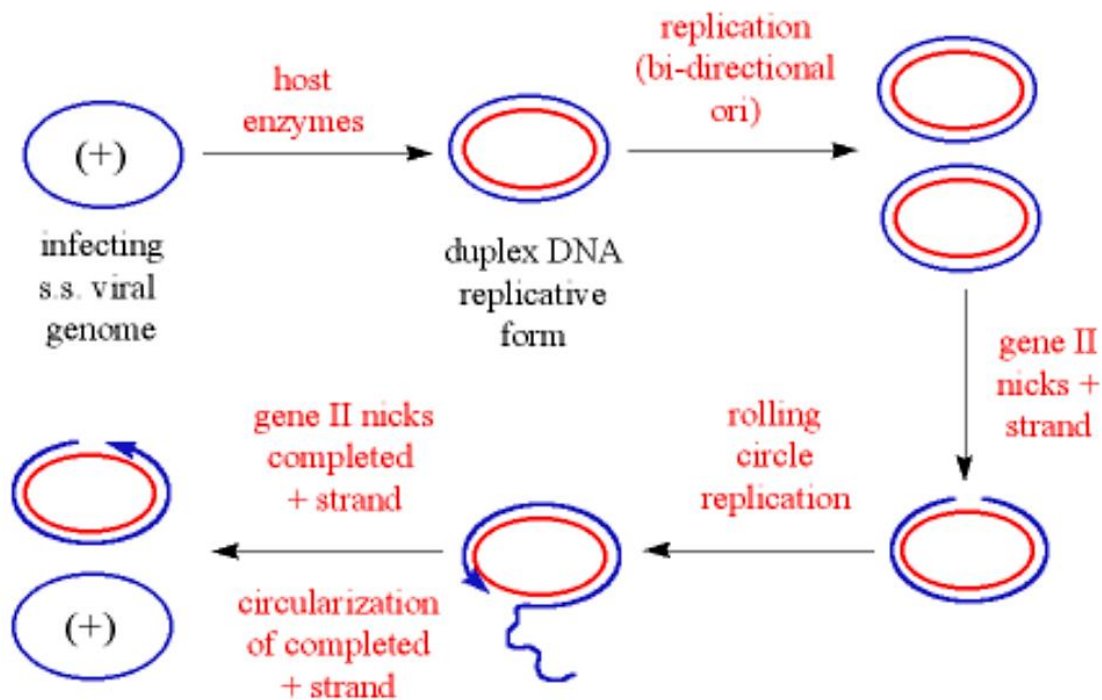 (+)
infecting
s.s. viral
genome
host
enzymes
duplex DNA
replicative
form
replication
(bi-directional
ori)
gene II
nicks +
strand
rolling
circle
replication
gene II nicks
completed
+ strand
circularization
of completed
+ strand
(+)